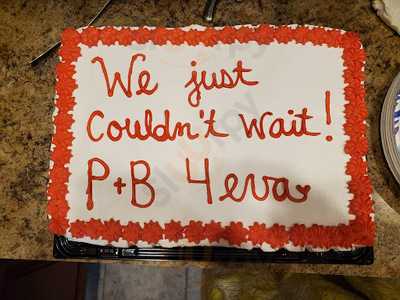 We just
Couldn't Wait!
P+B 4eva